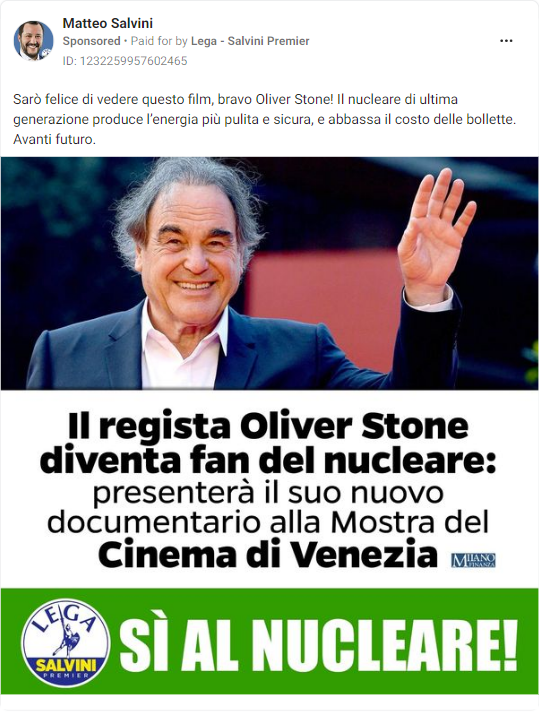 Matteo Salvini
Sponsored • Paid for by Lega - Salvini Premier
ID: 1232259957602465
Sarò felice di vedere questo film, bravo Oliver Stone! Il nucleare di ultima
generazione produce l'energia più pulita e sicura, e abbassa il costo delle bollette.
Avanti futuro.
Il regista Oliver Stone
diventa fan del nucleare:
presenterà il suo nuovo
documentario alla Mostra del
Cinema di Venezia
MILANO
FINANZA
LEGA
SALVINI
PREMIER
SÌ AL NUCLEARE!